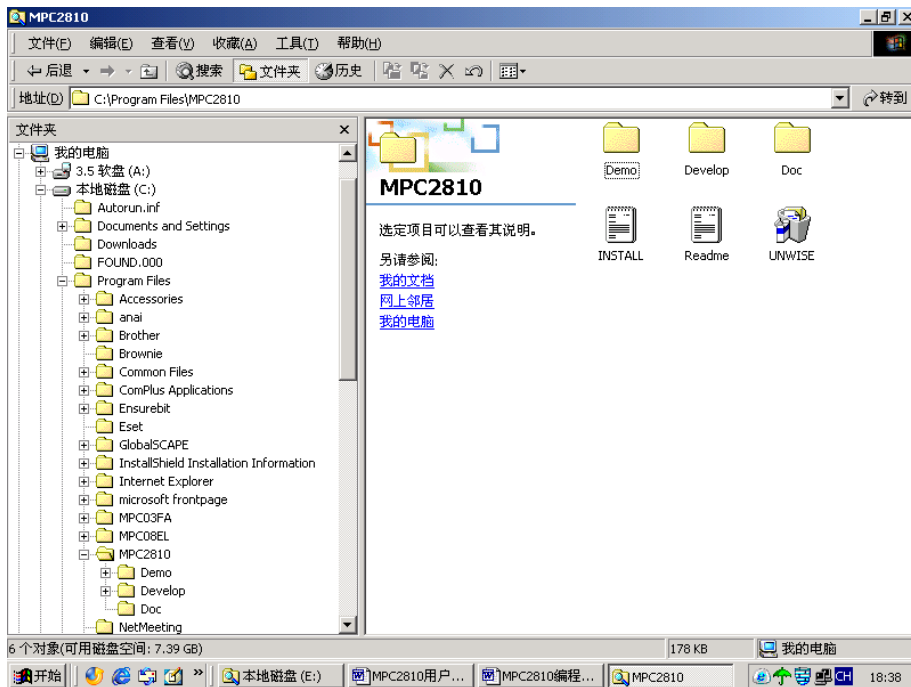 MPC2810
文件(F) 编辑(E) 查看(V) 收藏(A) 工具(T) 帮助(H)
后退 搜索 文件夹 历史
地址(D) C:\Program Files\MPC2810 转到
文件夹
我的电脑
3.5 软盘 (A:)
本地磁盘 (C:)
Autorun.inf
Documents and Settings
Downloads
FOUND.000
Program Files
Accessories
anai
Brother
Brownie
Common Files
ComPlus Applications
Ensurebit
Eset
GlobalSCAPE
InstallShield Installation Information
Internet Explorer
microsoft frontpage
MPC03FA
MPC08EL
MPC2810
Demo
Develop
Doc
NetMeeting
MPC2810
选定项目可以查看其说明。
另请参阅:
我的文档
网上邻居
我的电脑
Demo Develop Doc
INSTALL Readme UNWISE
6 个对象(可用磁盘空间: 7.39 GB) 178 KB 我的电脑
开始 » 本地磁盘 (E:) MPC2810用户... MPC2810编程... MPC2810 CH 18:38